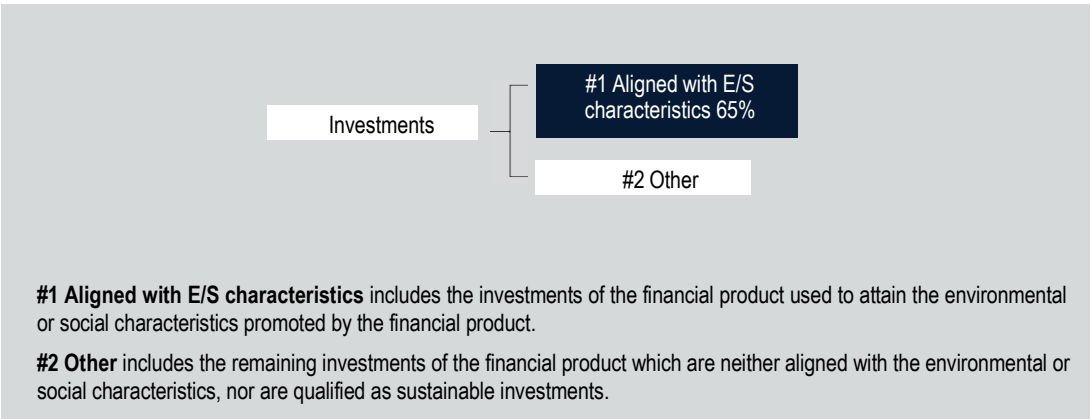 #1 Aligned with E/S
characteristics 65%
Investments
#2 Other
#1 Aligned with E/S characteristics includes the investments of the financial product used to attain the environmental
or social characteristics promoted by the financial product.
#2 Other includes the remaining investments of the financial product which are neither aligned with the environmental or
social characteristics, nor are qualified as sustainable investments.